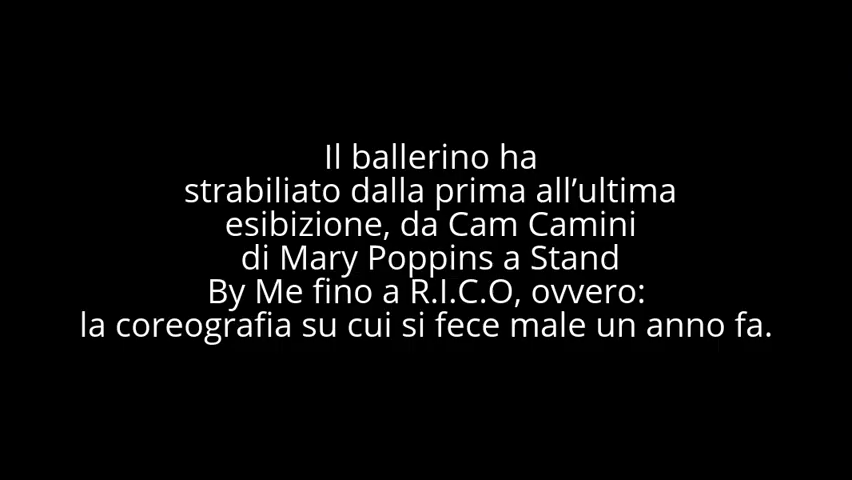 Il ballerino ha
strabiliato dalla prima all’ultima
esibizione, da Cam Camini
di Mary Poppins a Stand
By Me fino a R.I.C.O, ovvero:
la coreografia su cui si fece male un anno fa.